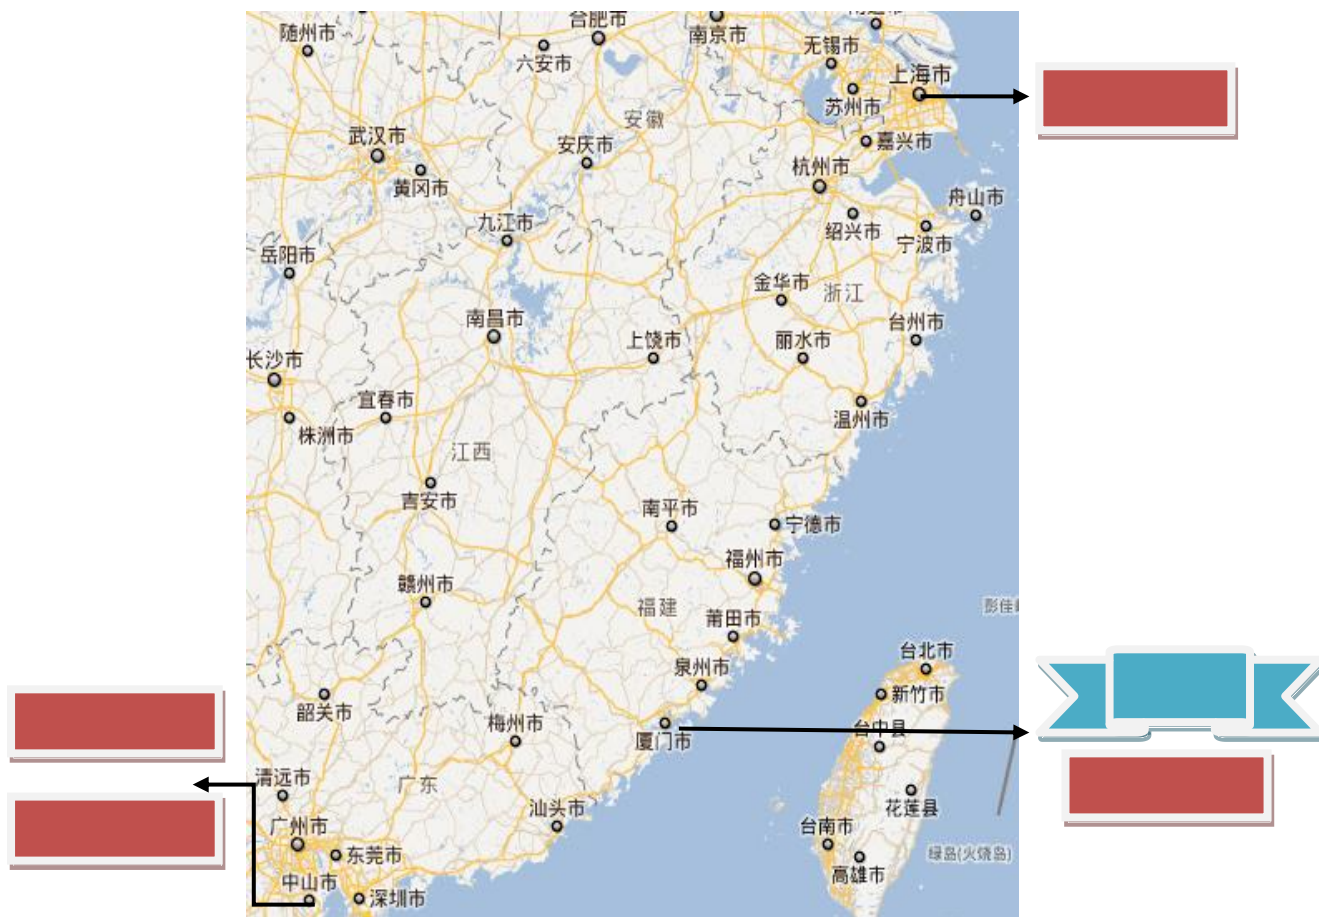 合肥市
随州市
南京市
无锡市
六安市
上海市
苏州市
安徽
武汉市
安庆市
嘉兴市
杭州市
黄冈市
舟山市
九江市
绍兴市
宁波市
岳阳市
金华市
浙江
南昌市
台州市
上饶市
丽水市
长沙市
宜春市
温州市
株洲市
江西
吉安市
南平市
宁德市
福州市
赣州市
福建
彭佳
莆田市
台北市
泉州市
新竹市
韶关市
梅州市
厦门市
台中县
清远市
广东
汕头市
花莲县
广州市
台南市
东莞市
绿岛(火烧岛)
高雄市
中山市
深圳市